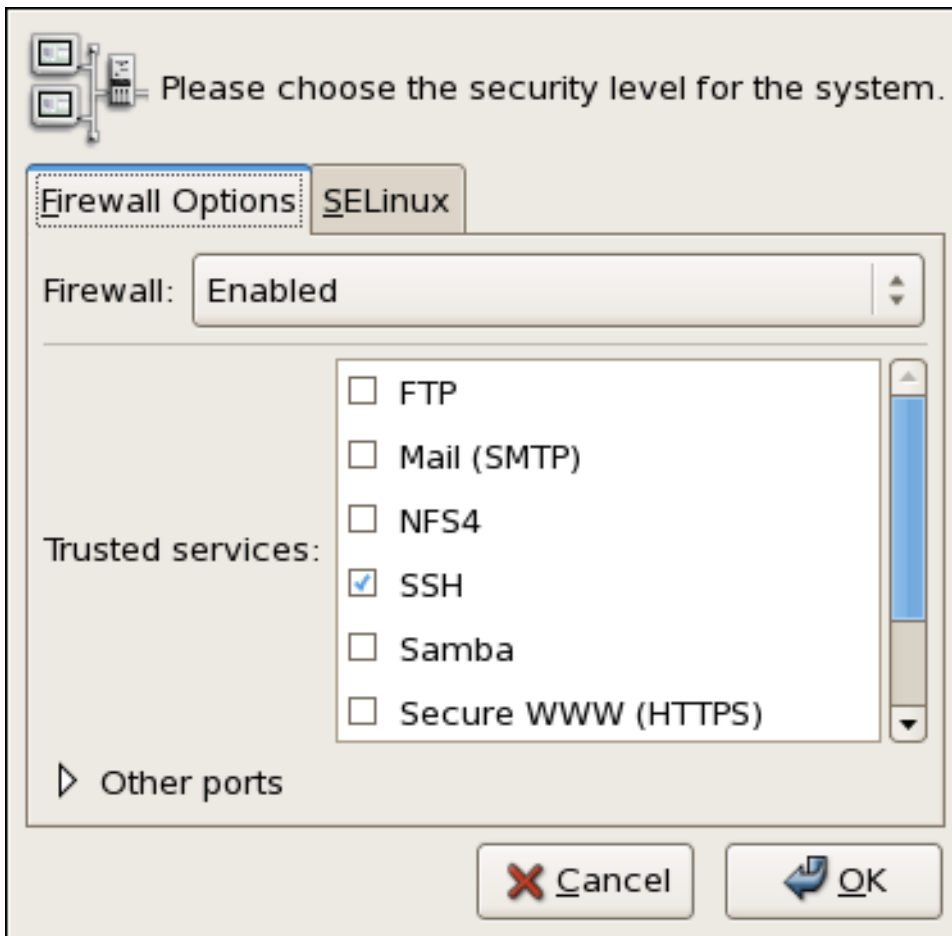 Please choose the security level for the system.
Firewall Options SELinux
Firewall: Enabled
FTP
Mail (SMTP)
NFS4
Trusted services:
SSH
Samba
Secure WWW (HTTPS)
Other ports
Cancel OK